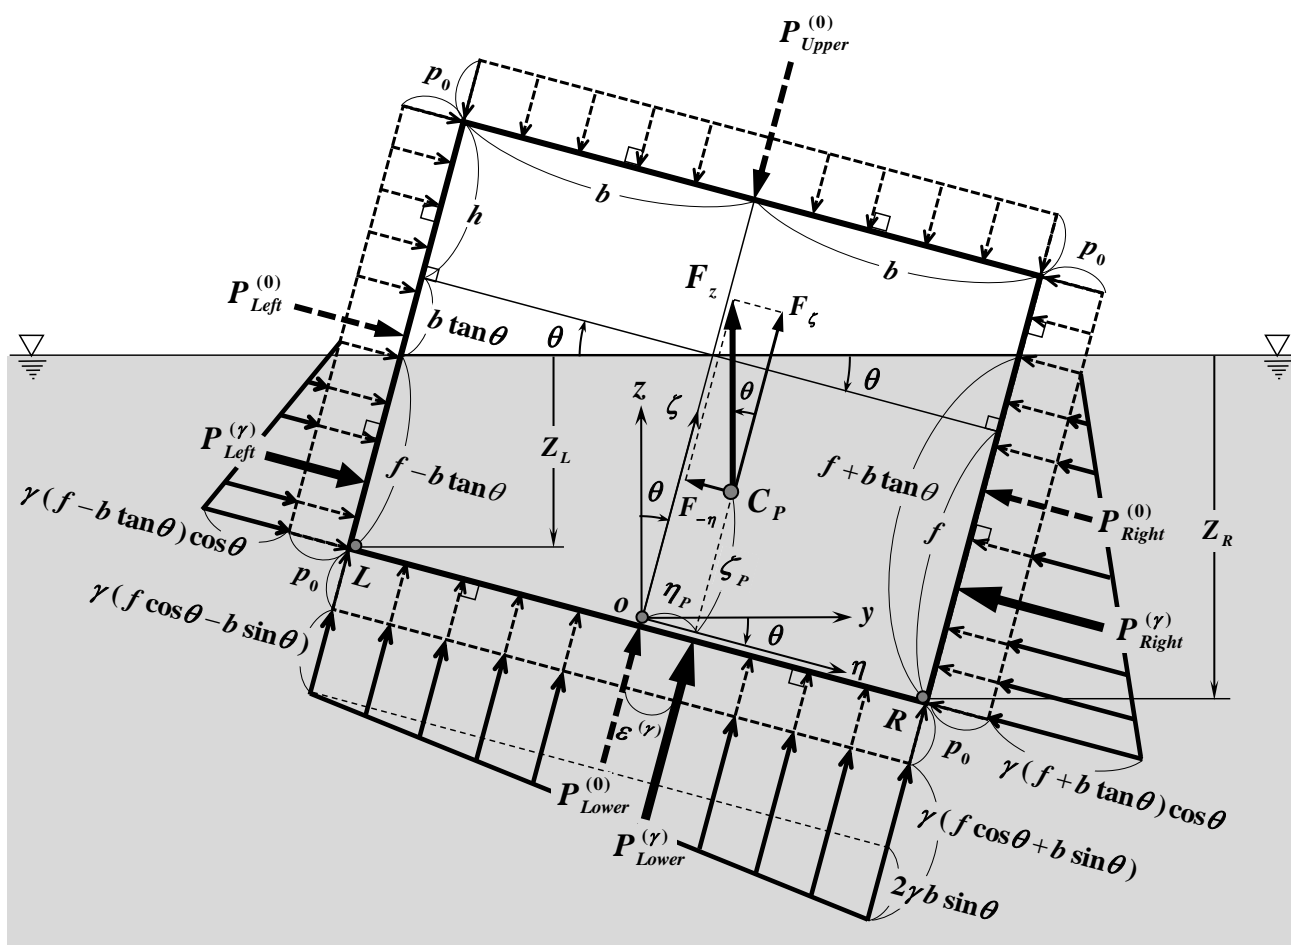 P_Upper^(0)
p_0
b
h
b
p_0
F_z
F_ζ
P_Left^(0)
b tanθ
θ
θ
z
ζ
θ
Z_L
P_Left^(γ)
f − b tanθ
f + b tanθ
θ
F_−η
C_P
f
P_Right^(0)
Z_R
γ(f − b tanθ)cosθ
p_0
L
ζ_P
η_P
o
y
θ
P_Right^(γ)
γ(f cosθ − b sinθ)
η
R
ε^(γ)
p_0
γ(f + b tanθ)cosθ
P_Lower^(0)
P_Lower^(γ)
γ(f cosθ + b sinθ)
2γb sinθ